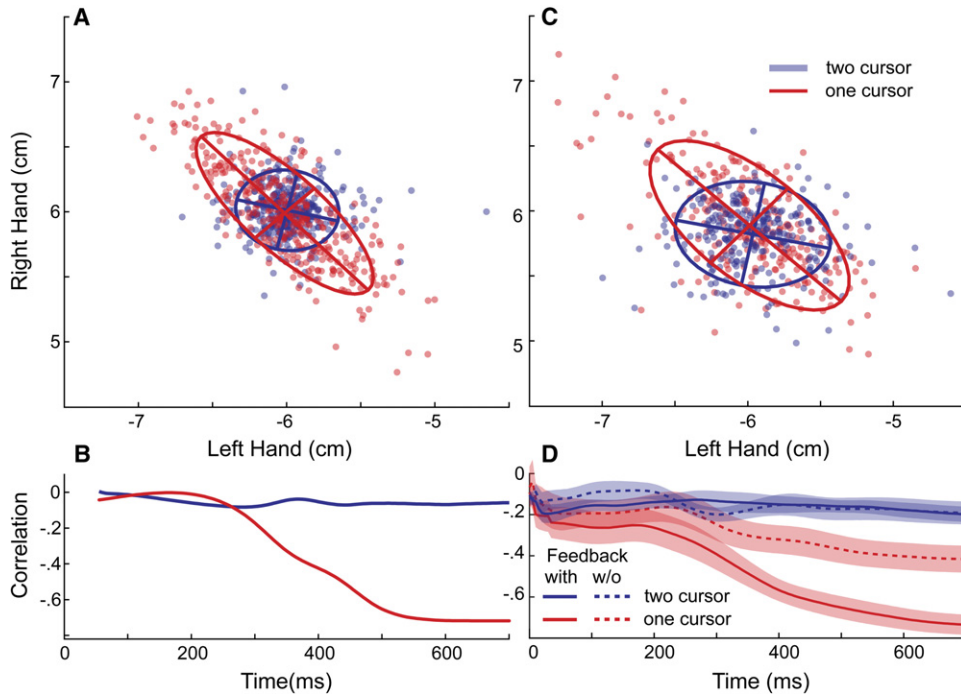 A
Right Hand (cm)
7
6
5
-7
-6
-5
Left Hand (cm)
C
two cursor
one cursor
7
6
5
-7
-6
-5
Left Hand (cm)
B
Correlation
0
-.2
-.4
-.6
0
200
400
600
Time(ms)
D
0
-.2
-.4
-.6
Feedback
with w/o
two cursor
one cursor
0
200
400
600
Time (ms)